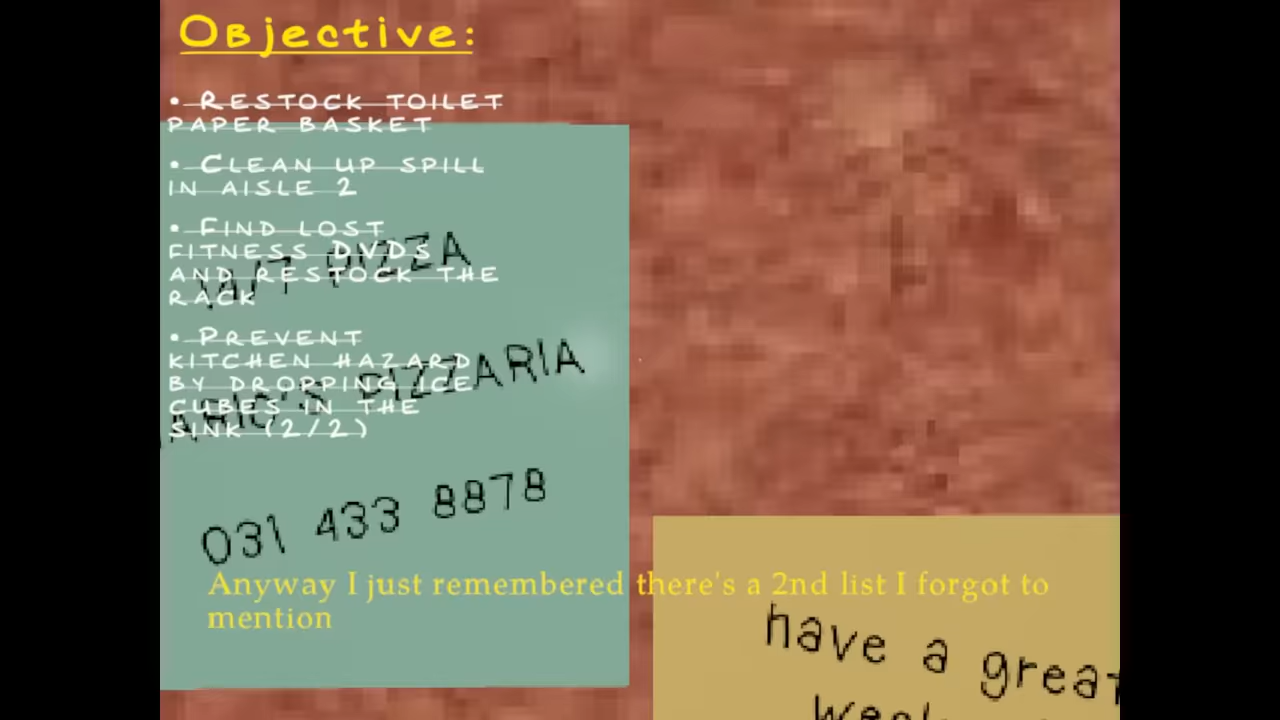 Objective:
• Restock toilet
paper basket
• Clean up spill
in aisle 2
• Find lost
fitness DVDs
and restock the
rack
• Prevent
kitchen hazard
by dropping ice
cubes in the
sink (2/2)
PIZZA
ARIO'S PIZZARIA
031 433 8878
Anyway I just remembered there's a 2nd list I forgot to
mention
have a great